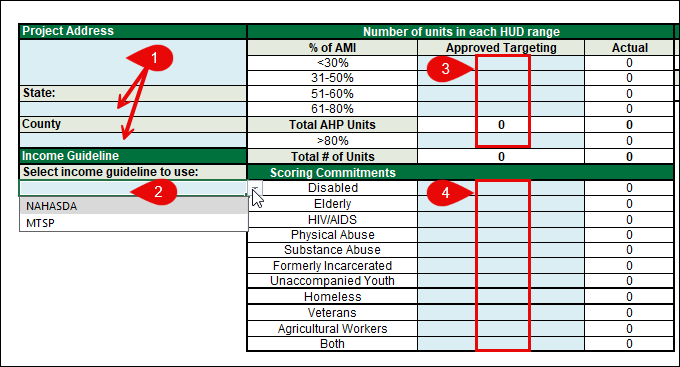 Project Address
Number of units in each HUD range
% of AMI Approved Targeting Actual
1
<30% 0
3
31-50% 0
State:
51-60% 0
61-80% 0
County
Total AHP Units 0 0
>80% 0
Income Guideline
Total # of Units 0 0
Select income guideline to use:
Scoring Commitments
2
Disabled 4 0
NAHASDA
Elderly 0
MTSP
HIV/AIDS 0
Physical Abuse 0
Substance Abuse 0
Formerly Incarcerated 0
Unaccompanied Youth 0
Homeless 0
Veterans 0
Agricultural Workers 0
Both 0